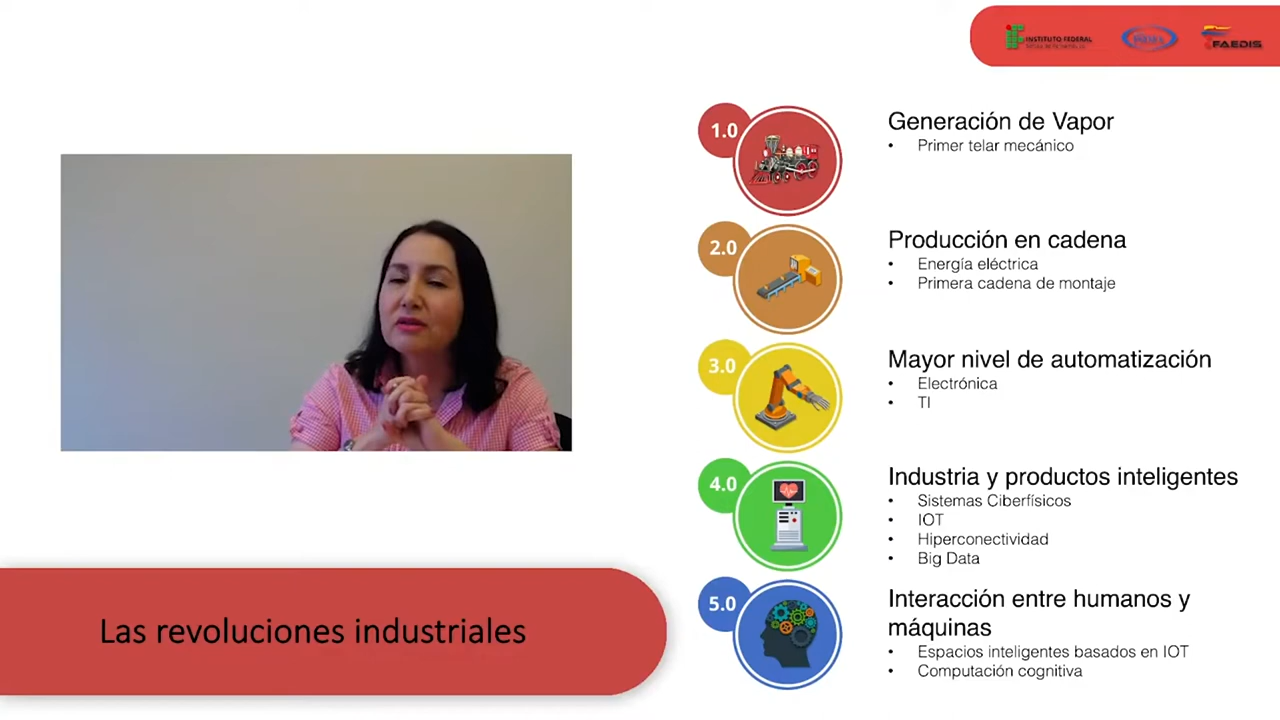 INSTITUTO FEDERAL
FAEDIS
1.0
Generación de Vapor
• Primer telar mecánico
2.0
Producción en cadena
• Energía eléctrica
• Primera cadena de montaje
3.0
Mayor nivel de automatización
• Electrónica
• TI
4.0
Industria y productos inteligentes
• Sistemas Ciberfísicos
• IOT
• Hiperconectividad
• Big Data
5.0
Interacción entre humanos y
máquinas
• Espacios inteligentes basados en IOT
• Computación cognitiva
Las revoluciones industriales